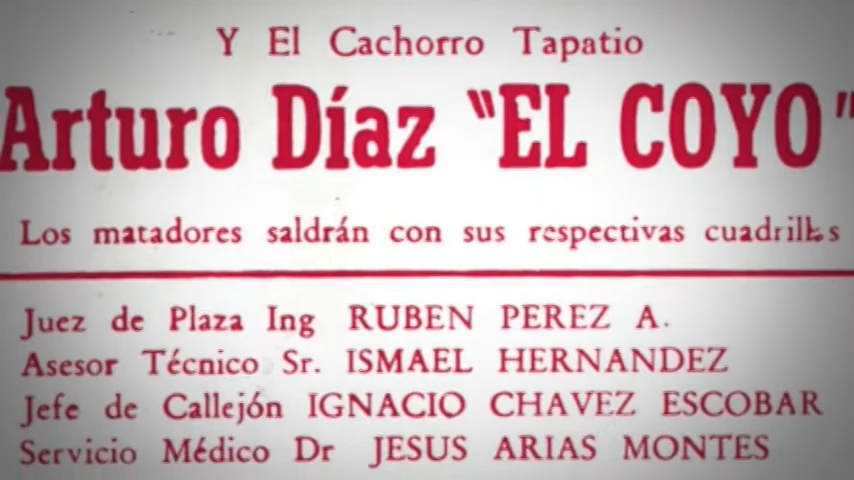 Y El Cachorro Tapatio
Arturo Díaz "EL COYO"
Los matadores saldrán con sus respectivas cuadrillas
Juez de Plaza Ing RUBEN PEREZ A.
Asesor Técnico Sr. ISMAEL HERNANDEZ
Jefe de Callejón IGNACIO CHAVEZ ESCOBAR
Servicio Médico Dr JESUS ARIAS MONTES